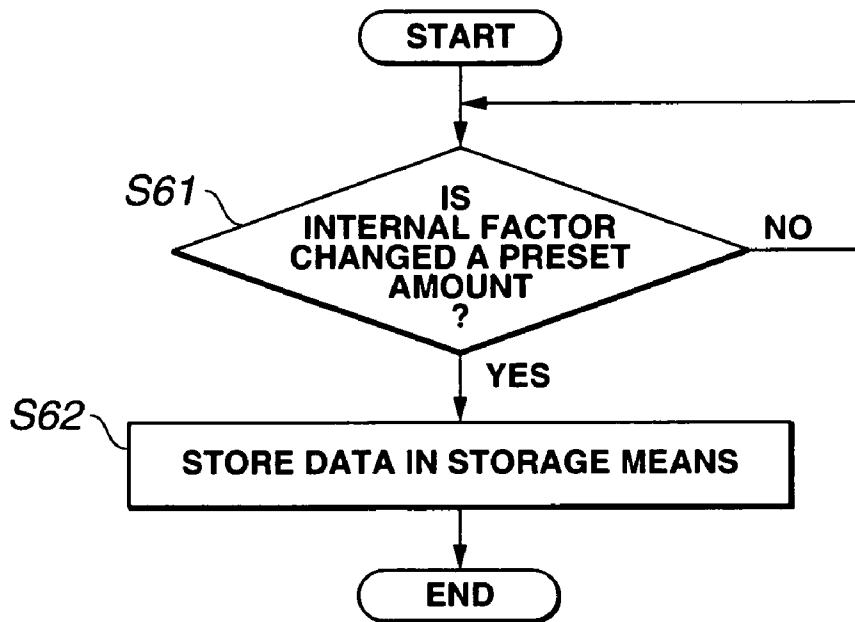 START
S61
IS
INTERNAL FACTOR
CHANGED A PRESET
AMOUNT
?
NO
YES
S62
STORE DATA IN STORAGE MEANS
END